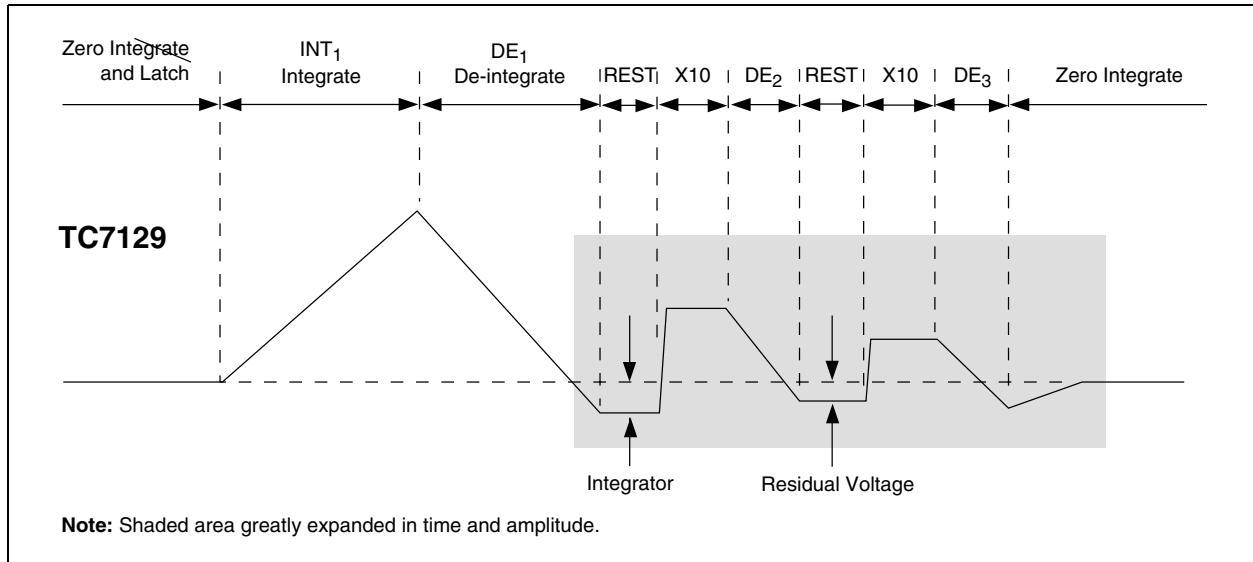 Zero Integrate
and Latch
INT1
Integrate
DE1
De-integrate
REST
X10
DE2
REST
X10
DE3
Zero Integrate
TC7129
Integrator
Residual Voltage
Note: Shaded area greatly expanded in time and amplitude.